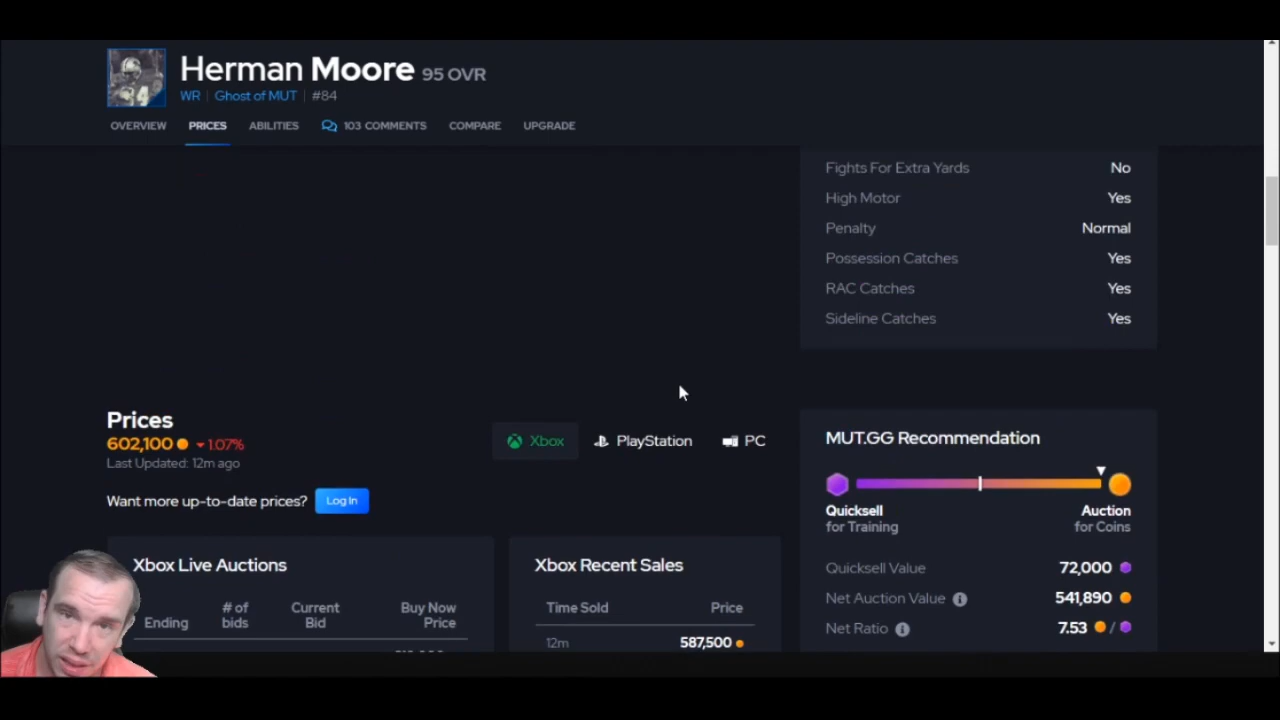 Herman Moore 95 OVR
WR | Ghost of MUT | #84
OVERVIEW PRICES ABILITIES 103 COMMENTS COMPARE UPGRADE
Fights For Extra Yards No
High Motor Yes
Penalty Normal
Possession Catches Yes
RAC Catches Yes
Sideline Catches Yes
Prices
602,100 1.07%
Last Updated: 12m ago
Xbox PlayStation PC
Want more up-to-date prices? Log In
MUT.GG Recommendation
Quicksell Auction
for Training for Coins
Quicksell Value 72,000
Net Auction Value 541,890
Net Ratio 7.53 /
Xbox Live Auctions
Ending # of bids Current Bid Buy Now Price
Xbox Recent Sales
Time Sold Price
12m 587,500